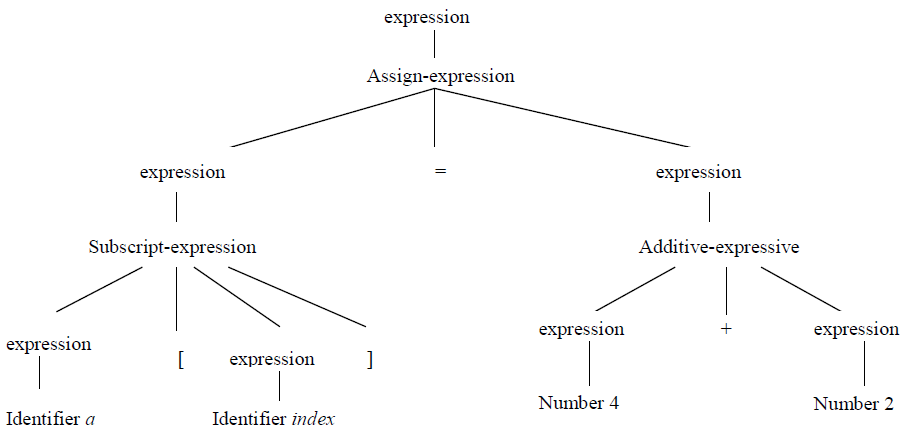 expression
Assign-expression
expression = expression
Subscript-expression Additive-expressive
expression [ expression ] expression + expression
Identifier a Identifier index Number 4 Number 2